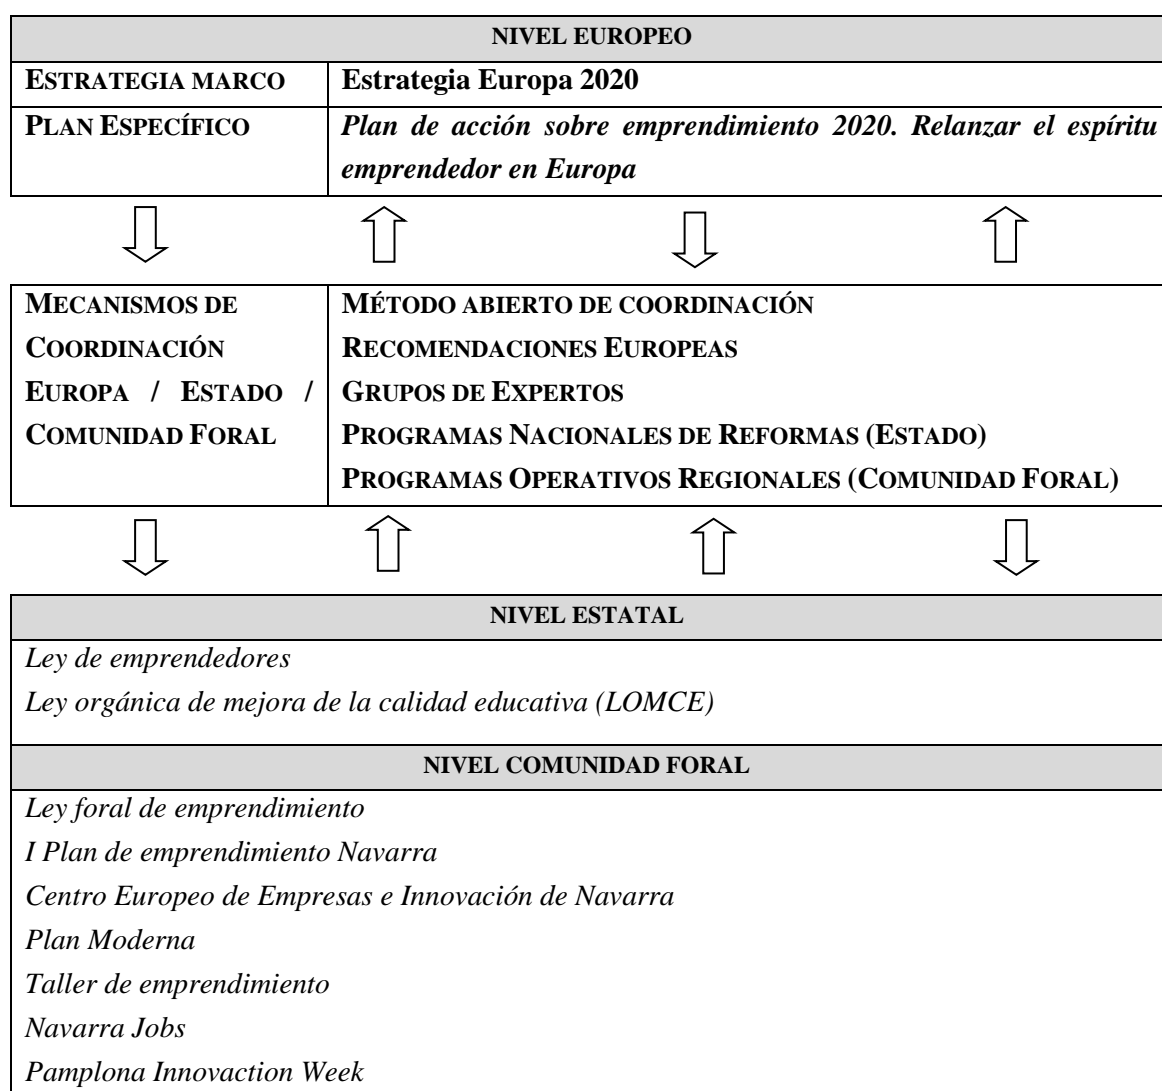 NIVEL EUROPEO
ESTRATEGIA MARCO
Estrategia Europa 2020
PLAN ESPECÍFICO
Plan de acción sobre emprendimiento 2020. Relanzar el espíritu
emprendedor en Europa
MECANISMOS DE
COORDINACIÓN
EUROPA / ESTADO /
COMUNIDAD FORAL
MÉTODO ABIERTO DE COORDINACIÓN
RECOMENDACIONES EUROPEAS
GRUPOS DE EXPERTOS
PROGRAMAS NACIONALES DE REFORMAS (ESTADO)
PROGRAMAS OPERATIVOS REGIONALES (COMUNIDAD FORAL)
NIVEL ESTATAL
Ley de emprendedores
Ley orgánica de mejora de la calidad educativa (LOMCE)
NIVEL COMUNIDAD FORAL
Ley foral de emprendimiento
I Plan de emprendimiento Navarra
Centro Europeo de Empresas e Innovación de Navarra
Plan Moderna
Taller de emprendimiento
Navarra Jobs
Pamplona Innovaction Week